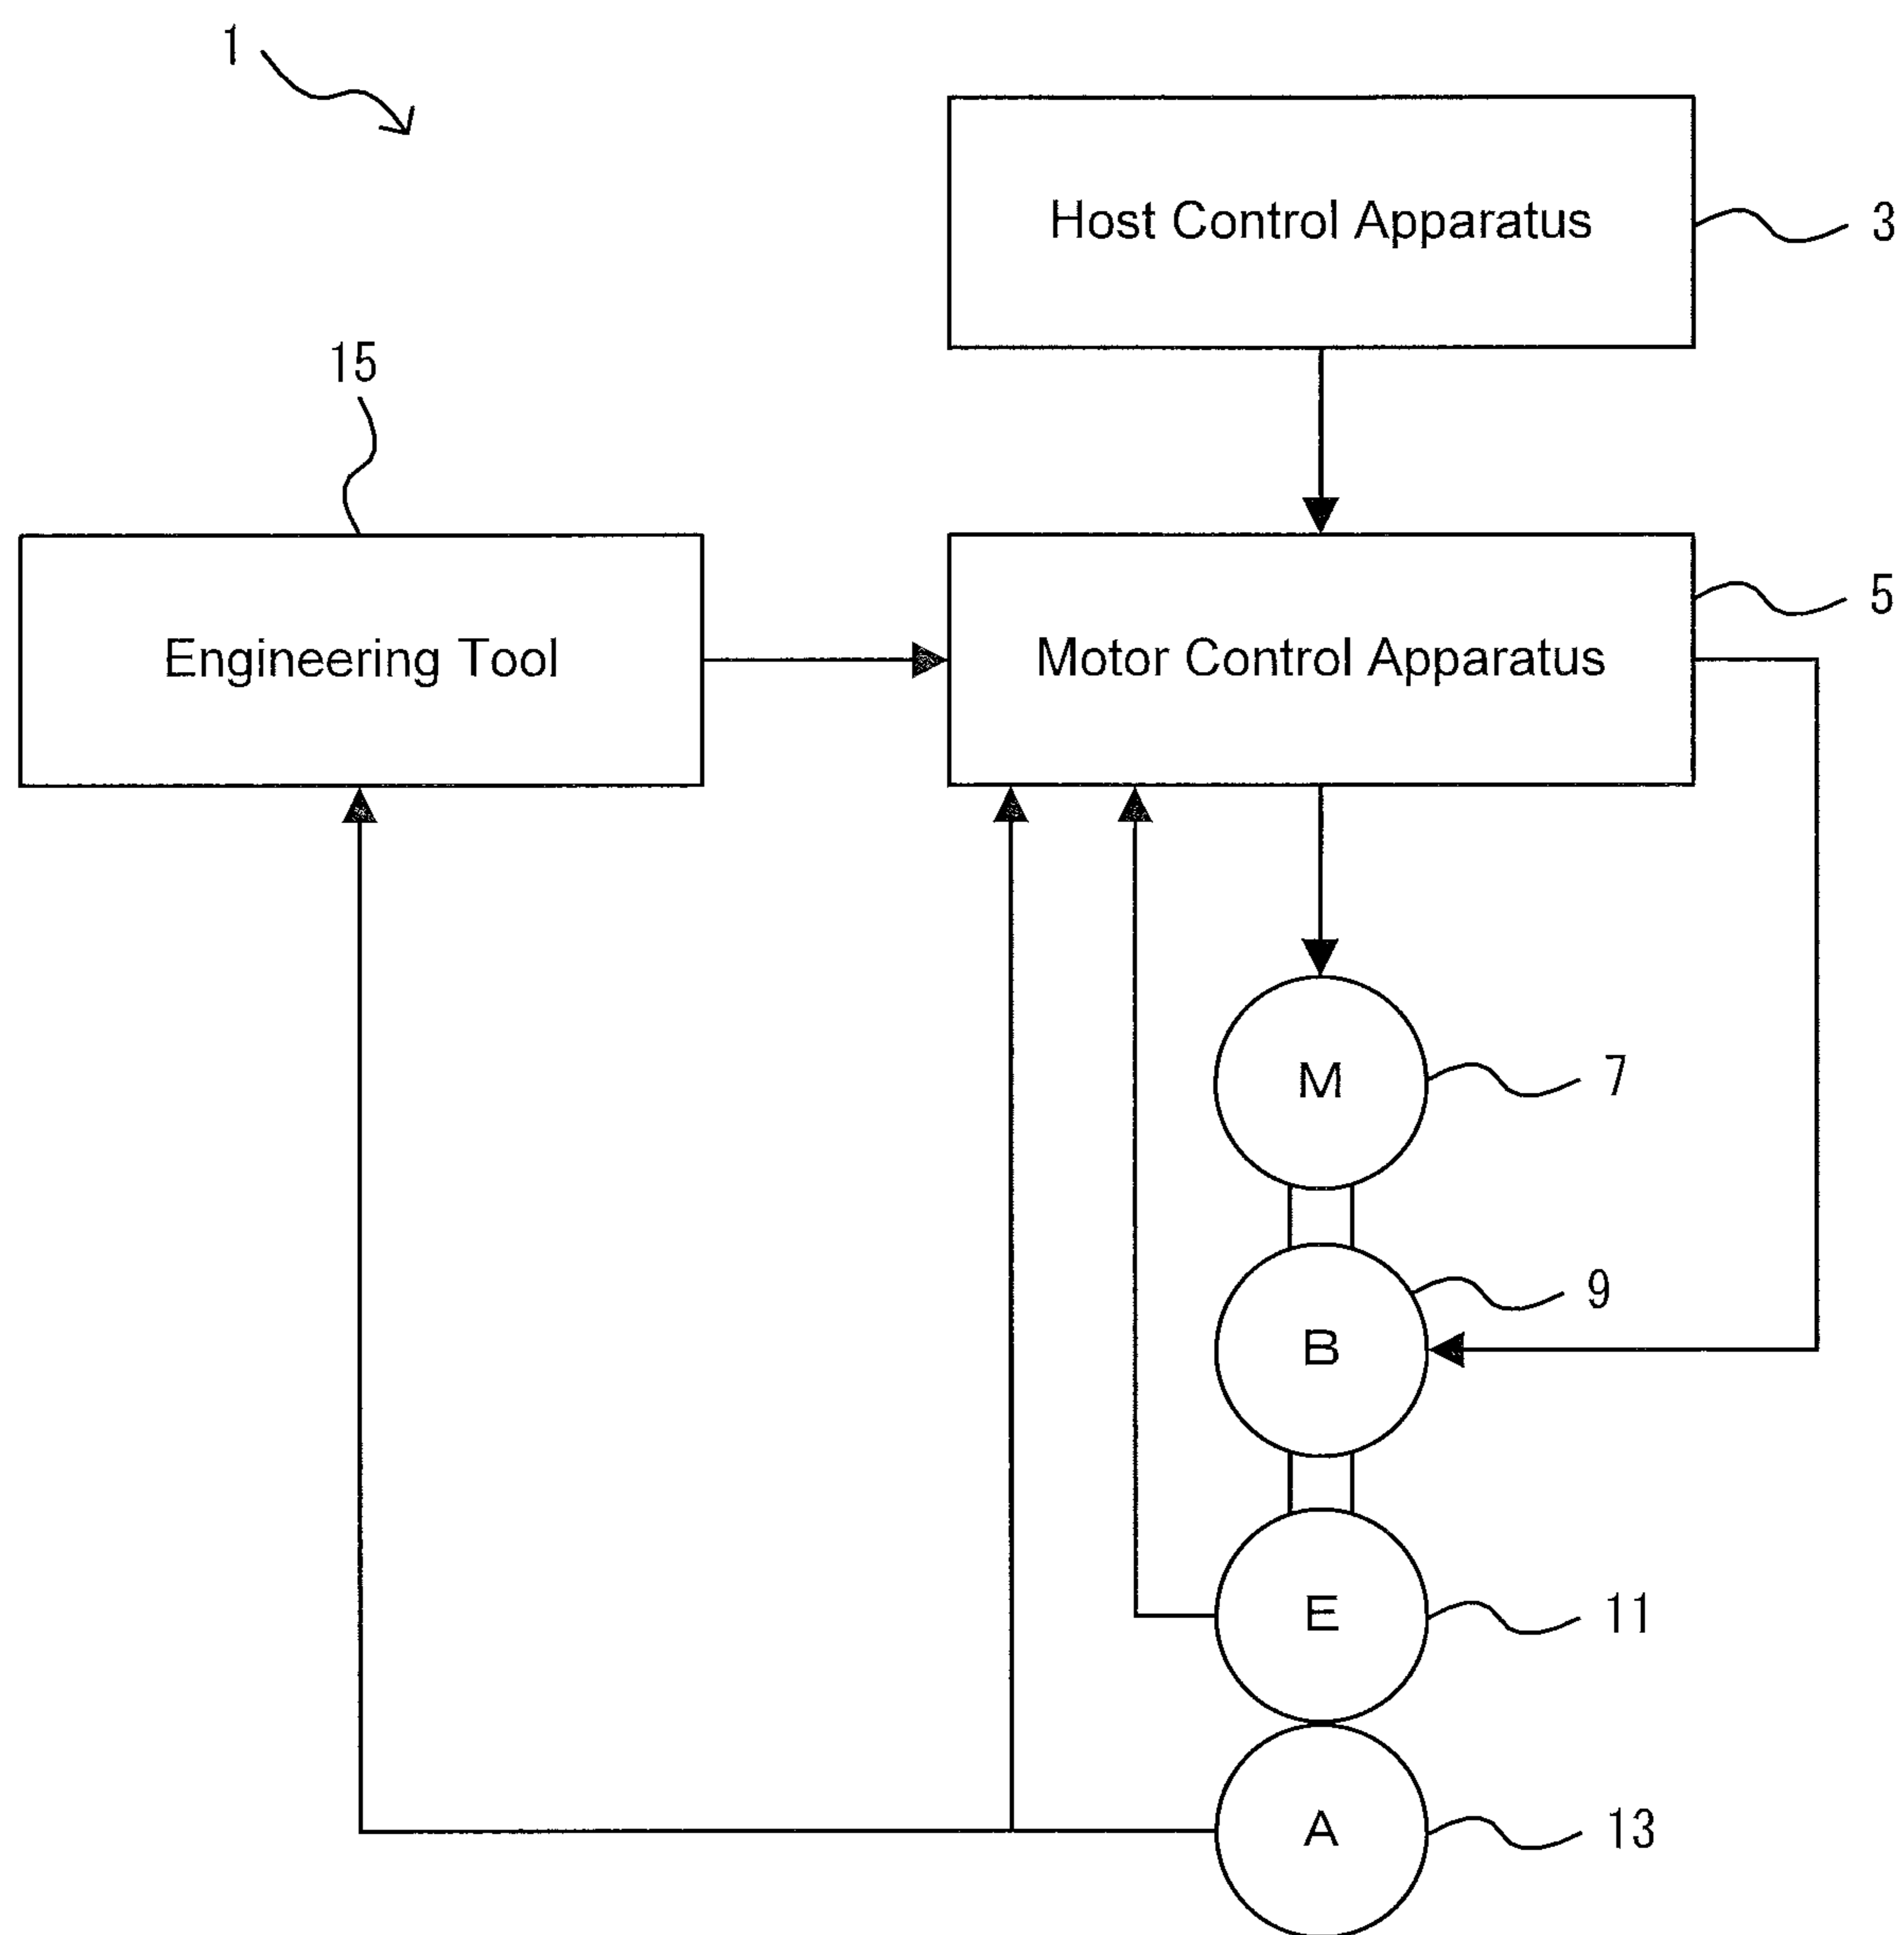 1
Host Control Apparatus
3
15
Engineering Tool
Motor Control Apparatus
5
M
7
B
9
E
11
A
13